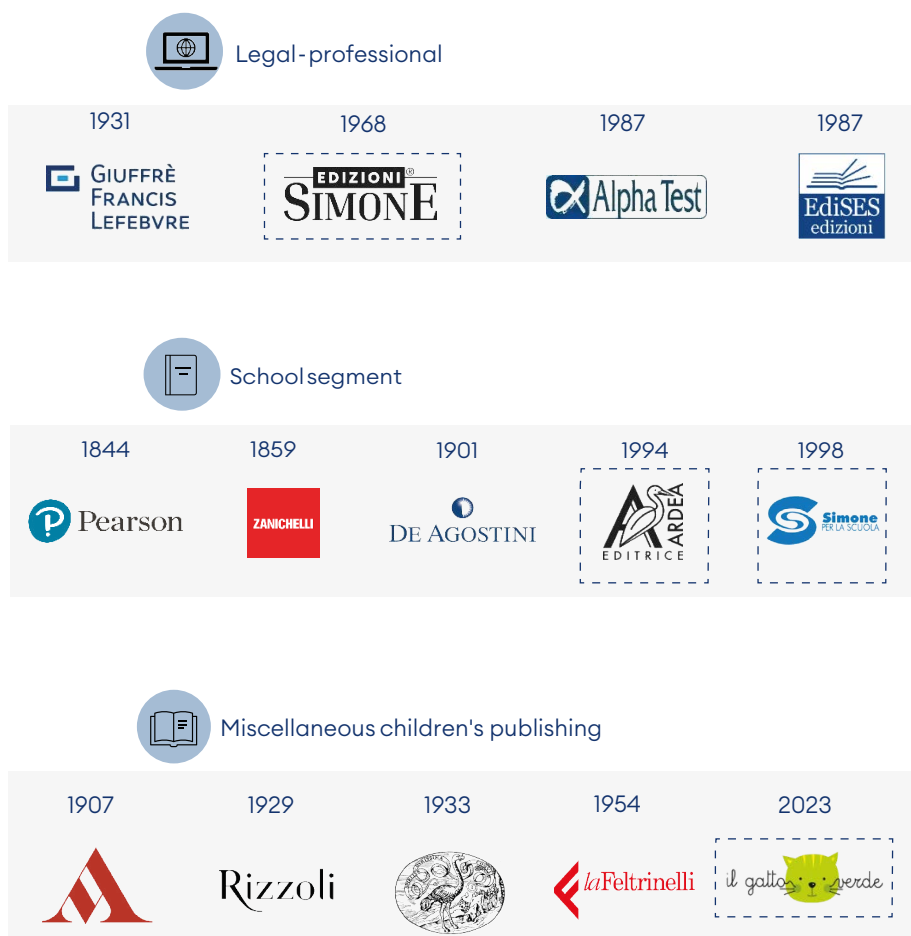 Legal-professional
1931
1968
1987
1987
GIUFFRÈ
FRANCIS
LEFEBVRE
EDIZIONI®
SIMONE
Alpha Test
EdiSES
edizioni
School segment
1844
1859
1901
1994
1998
Pearson
ZANICHELLI
DE AGOSTINI
ARDEA
EDITRICE
Simone
PER LA SCUOLA
Miscellaneous children's publishing
1907
1929
1933
1954
2023
Rizzoli
laFeltrinelli
il gatto verde